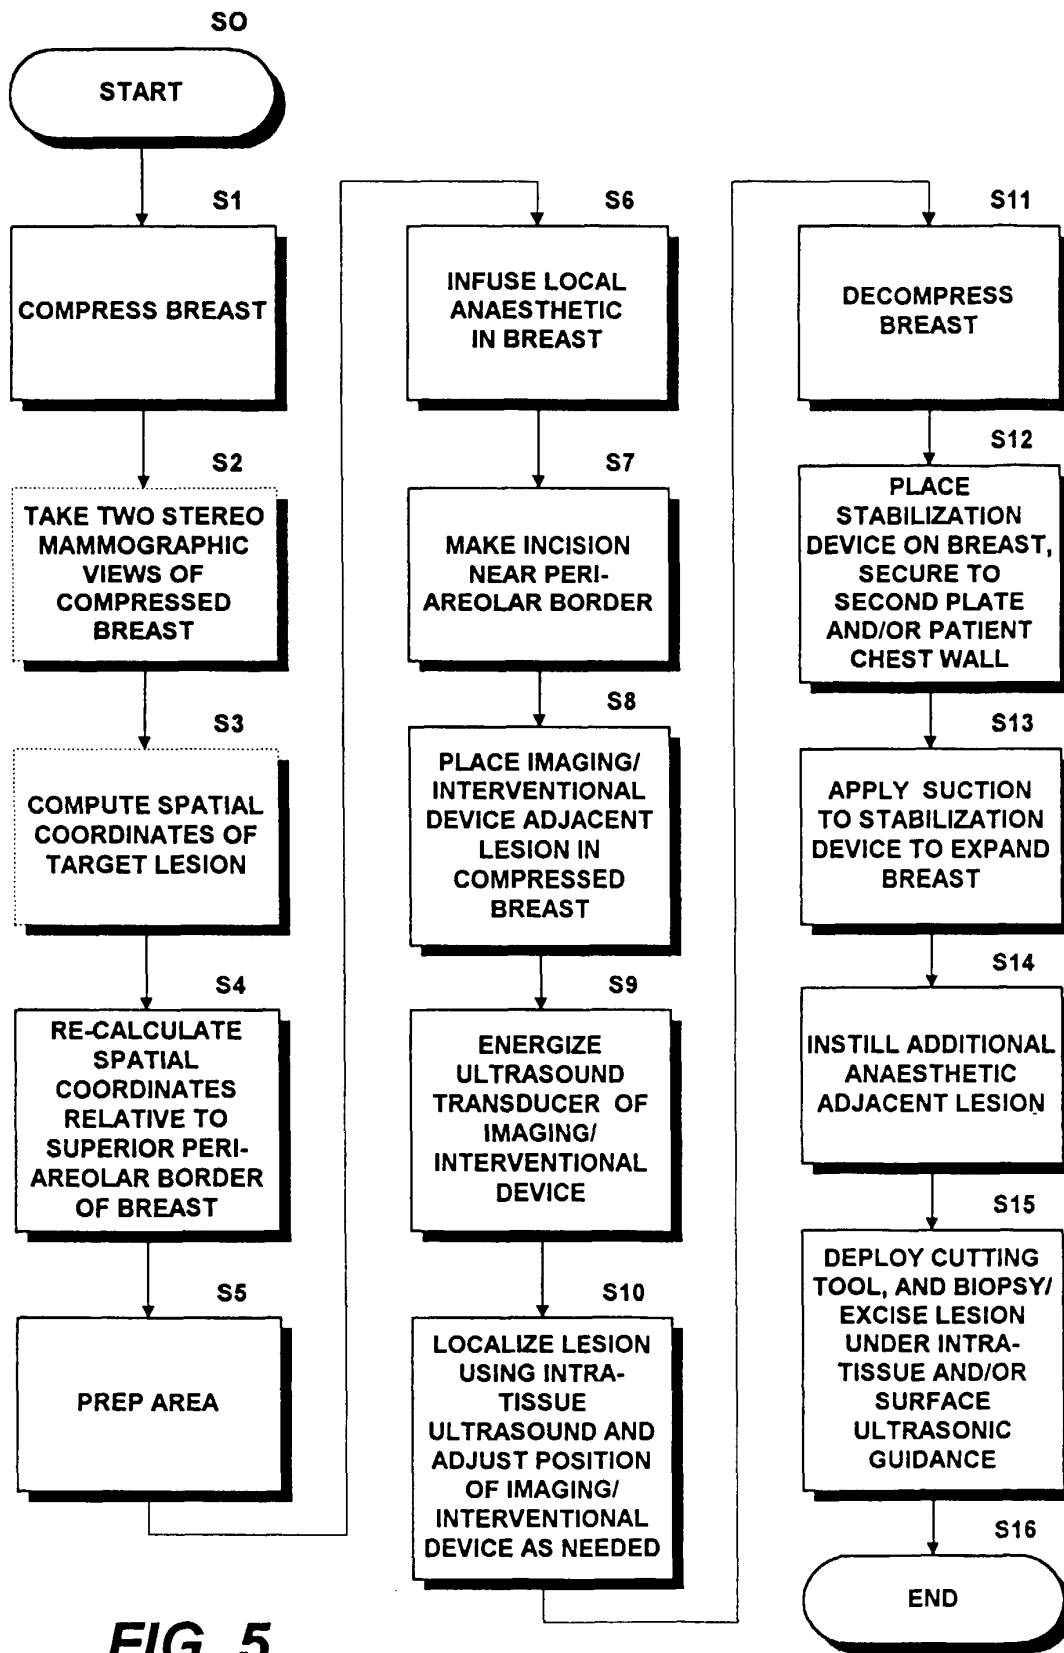 SO
START
S1
COMPRESS BREAST
S2
TAKE TWO STEREO
MAMMOGRAPHIC
VIEWS OF
COMPRESSED
BREAST
S3
COMPUTE SPATIAL
COORDINATES OF
TARGET LESION
S4
RE-CALCULATE
SPATIAL
COORDINATES
RELATIVE TO
SUPERIOR PERI-
AREOLAR BORDER
OF BREAST
S5
PREP AREA
S6
INFUSE LOCAL
ANAESTHETIC
IN BREAST
S7
MAKE INCISION
NEAR PERI-
AREOLAR BORDER
S8
PLACE IMAGING/
INTERVENTIONAL
DEVICE ADJACENT
LESION IN
COMPRESSED
BREAST
S9
ENERGIZE
ULTRASOUND
TRANSDUCER OF
IMAGING/
INTERVENTIONAL
DEVICE
S10
LOCALIZE LESION
USING INTRA-
TISSUE
ULTRASOUND AND
ADJUST POSITION
OF IMAGING/
INTERVENTIONAL
DEVICE AS NEEDED
S11
DECOMPRESS
BREAST
S12
PLACE
STABILIZATION
DEVICE ON BREAST,
SECURE TO
SECOND PLATE
AND/OR PATIENT
CHEST WALL
S13
APPLY SUCTION
TO STABILIZATION
DEVICE TO EXPAND
BREAST
S14
INSTILL ADDITIONAL
ANAESTHETIC
ADJACENT LESION
S15
DEPLOY CUTTING
TOOL, AND BIOPSY/
EXCISE LESION
UNDER INTRA-
TISSUE AND/OR
SURFACE
ULTRASONIC
GUIDANCE
S16
END
FIG. 5